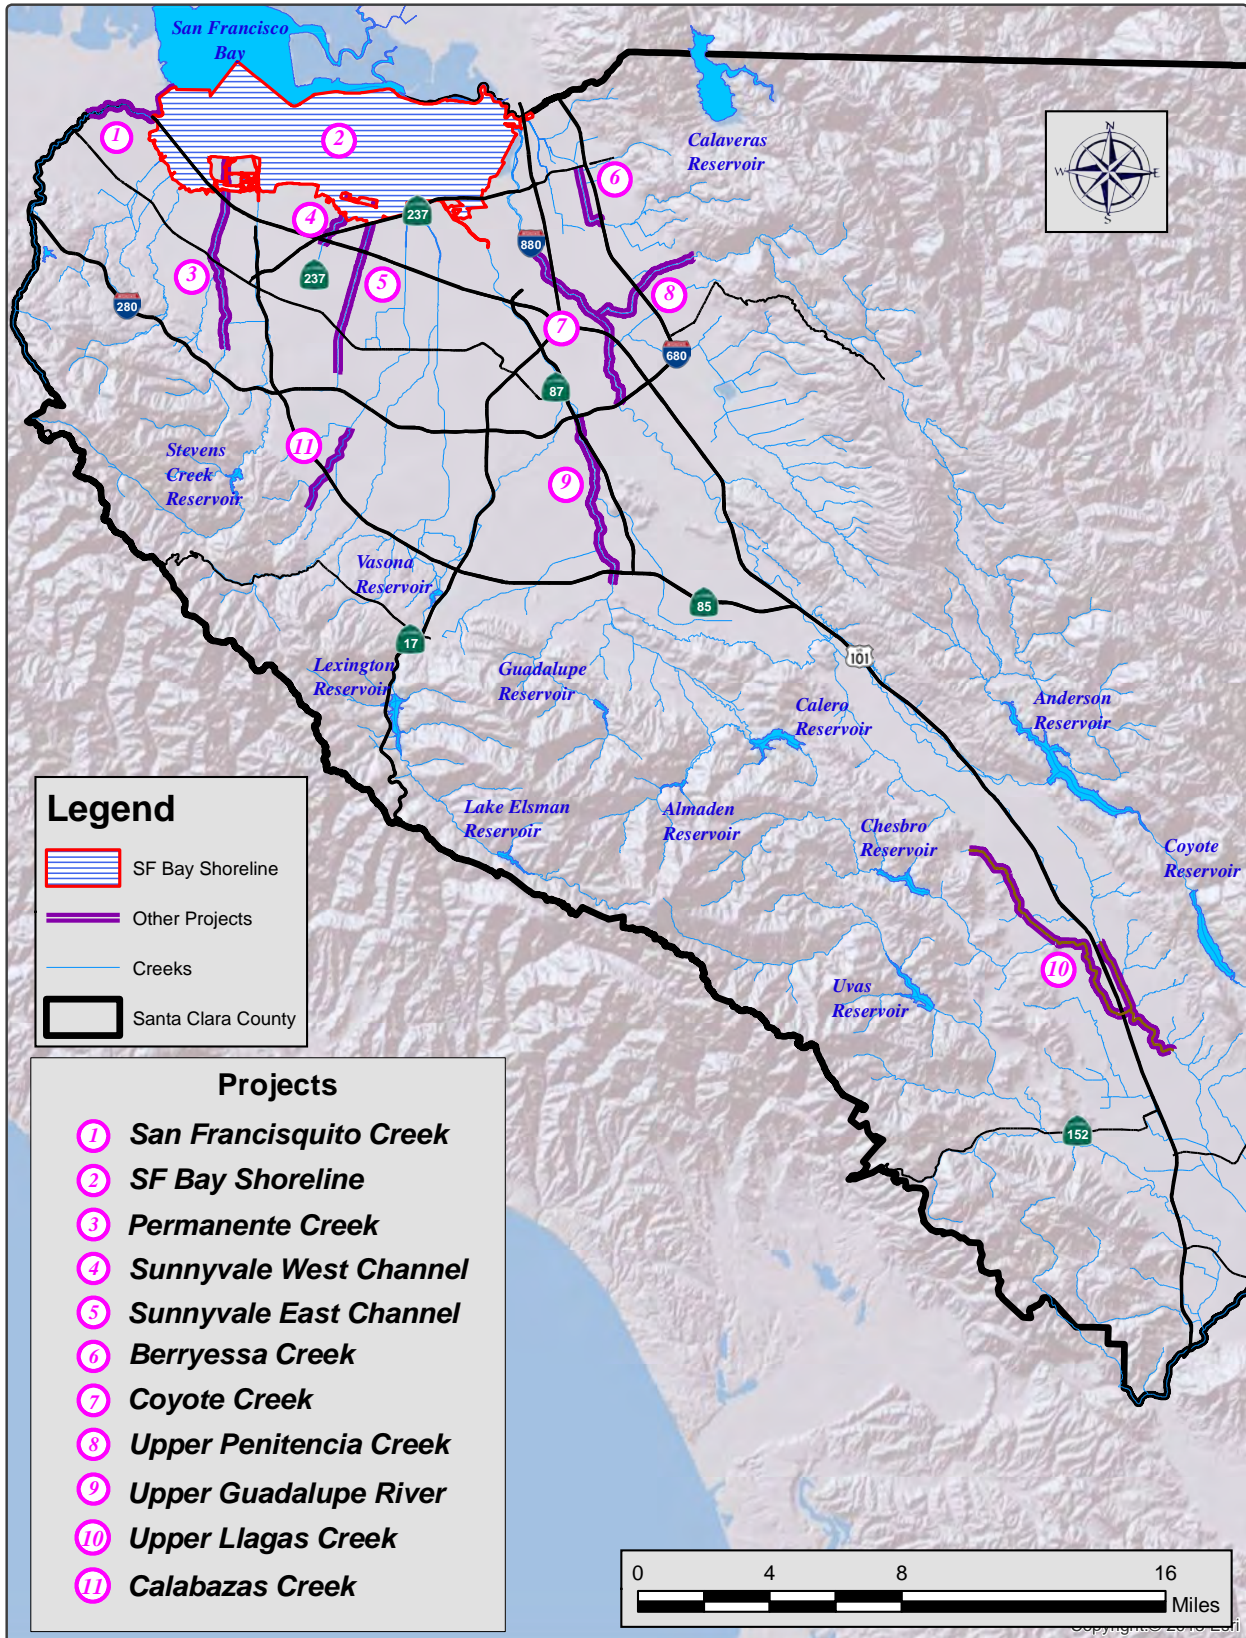 San Francisco
Bay
Calaveras
Reservoir
N
W E
S
1
2
6
4
237
880
3
237
5
8
280
7
680
87
11
Stevens
Creek
Reservoir
9
Vasona
Reservoir
85
17
101
Lexington
Reservoir
Guadalupe
Reservoir
Calero
Reservoir
Anderson
Reservoir
Lake Elsman
Reservoir
Almaden
Reservoir
Chesbro
Reservoir
Coyote
Reservoir
10
Uvas
Reservoir
152
Legend
SF Bay Shoreline
Other Projects
Creeks
Santa Clara County
Projects
1 San Francisquito Creek
2 SF Bay Shoreline
3 Permanente Creek
4 Sunnyvale West Channel
5 Sunnyvale East Channel
6 Berryessa Creek
7 Coyote Creek
8 Upper Penitencia Creek
9 Upper Guadalupe River
10 Upper Llagas Creek
11 Calabazas Creek
0 4 8 16
Miles